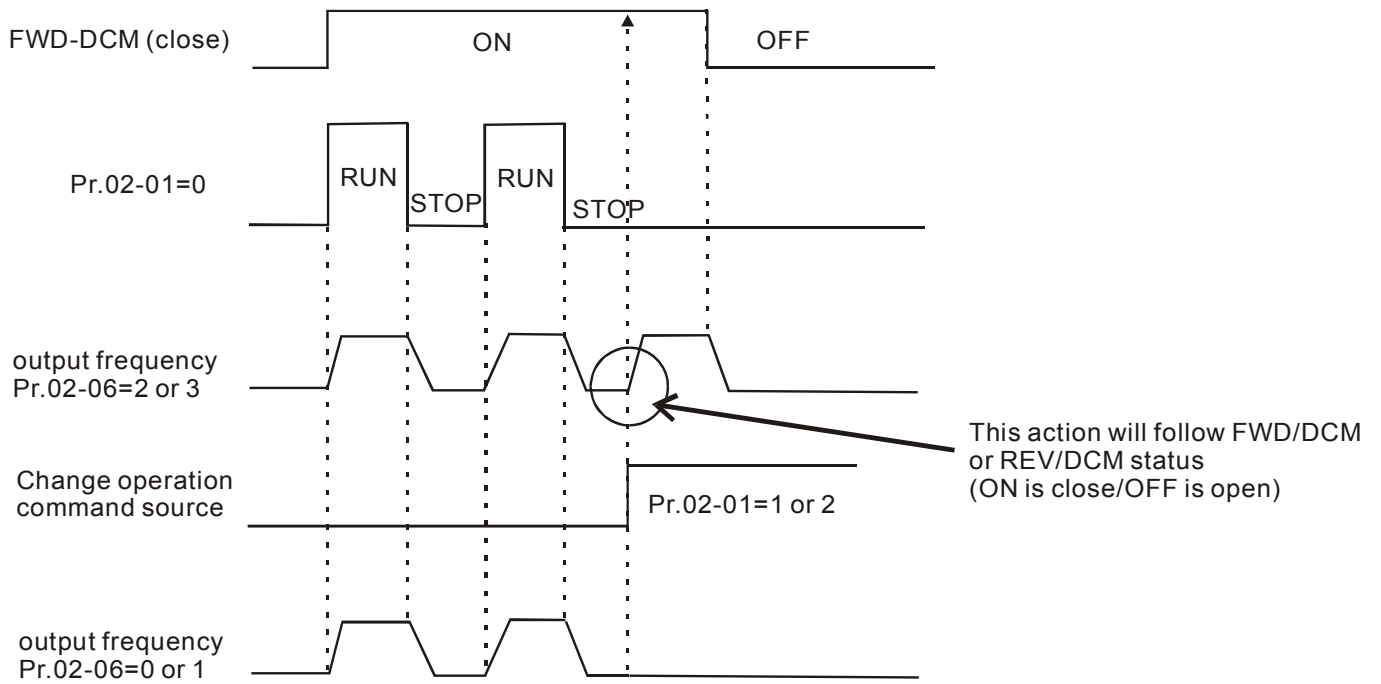 FWD-DCM (close)
ON
OFF
Pr.02-01=0
RUN
STOP
RUN
STOP
output frequency
Pr.02-06=2 or 3
This action will follow FWD/DCM
or REV/DCM status
(ON is close/OFF is open)
Change operation
command source
Pr.02-01=1 or 2
output frequency
Pr.02-06=0 or 1